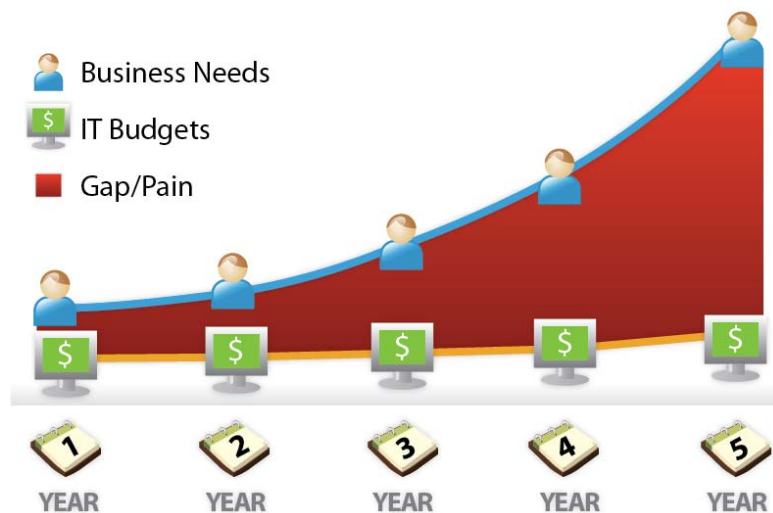 Business Needs
$ IT Budgets
Gap/Pain
$ $ $ $ $
1 2 3 4 5
YEAR YEAR YEAR YEAR YEAR